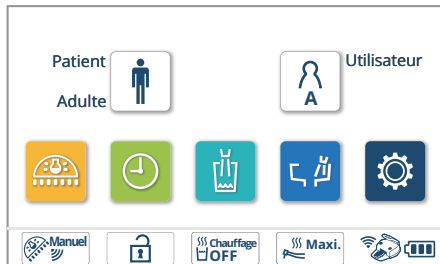 Patient
Adulte
Utilisateur
A
Manuel
Chauffage
OFF
Maxi.